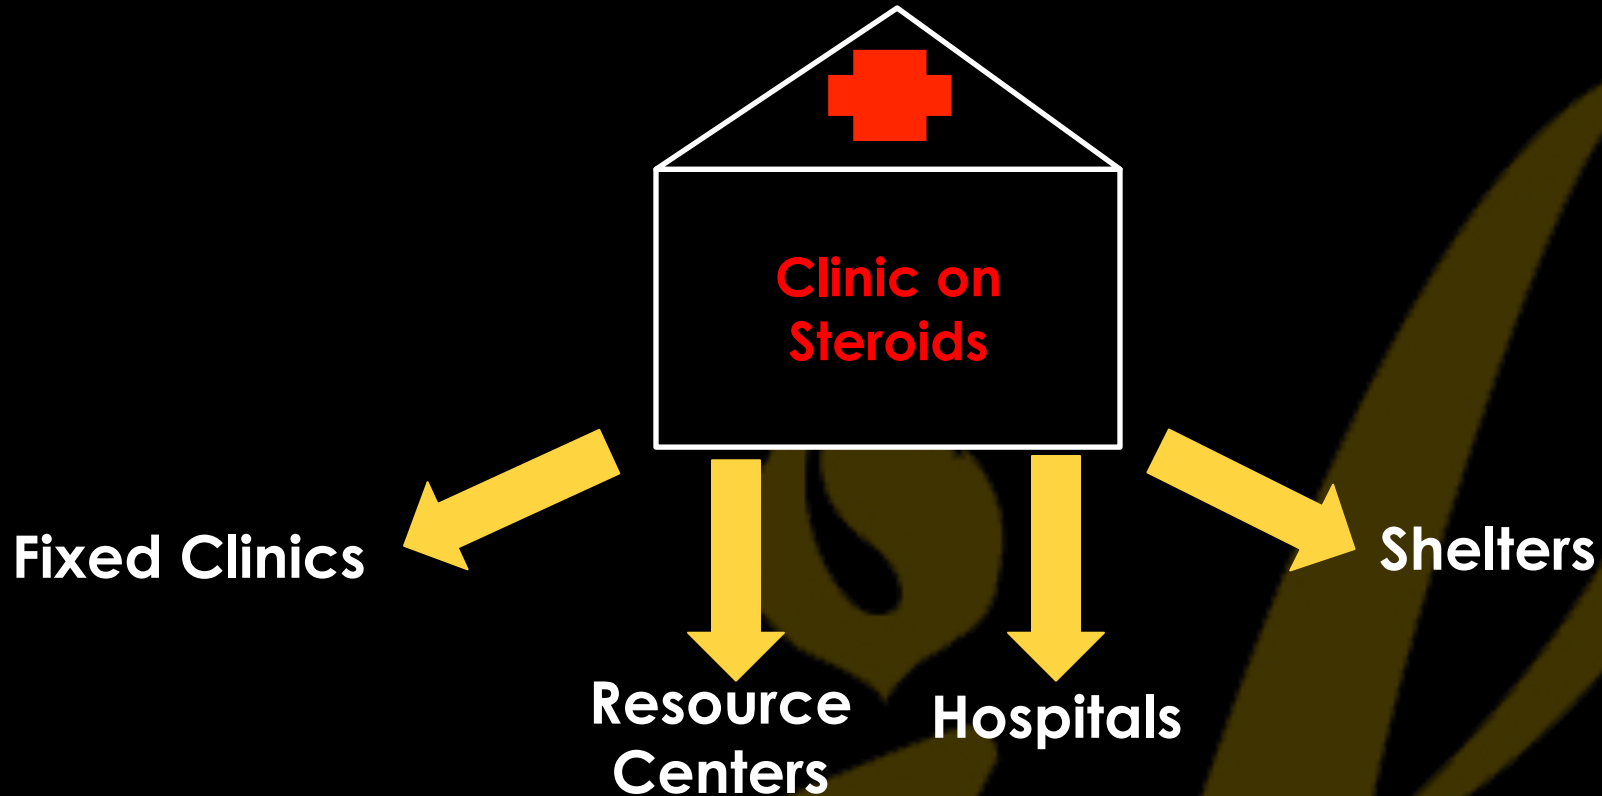 Clinic on
Steroids
Fixed Clinics
Shelters
Resource
Centers
Hospitals